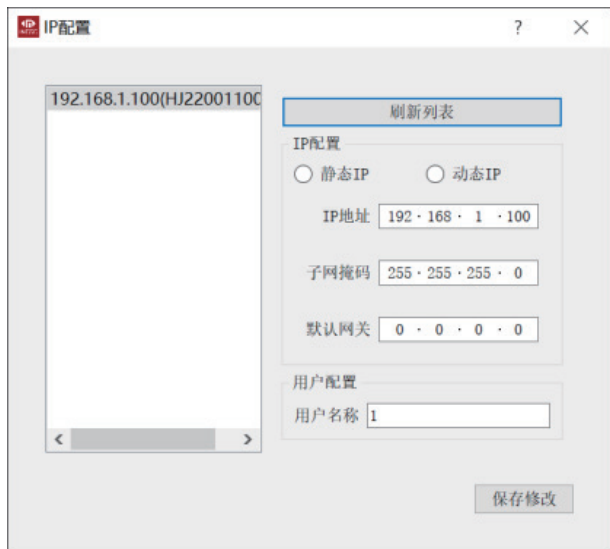 IP配置
?
192.168.1.100(HJ22001100
刷新列表
IP配置
静态IP 动态IP
IP地址 192 · 168 · 1 · 100
子网掩码 255 · 255 · 255 · 0
默认网关 0 · 0 · 0 · 0
用户配置
用户名称 1
保存修改